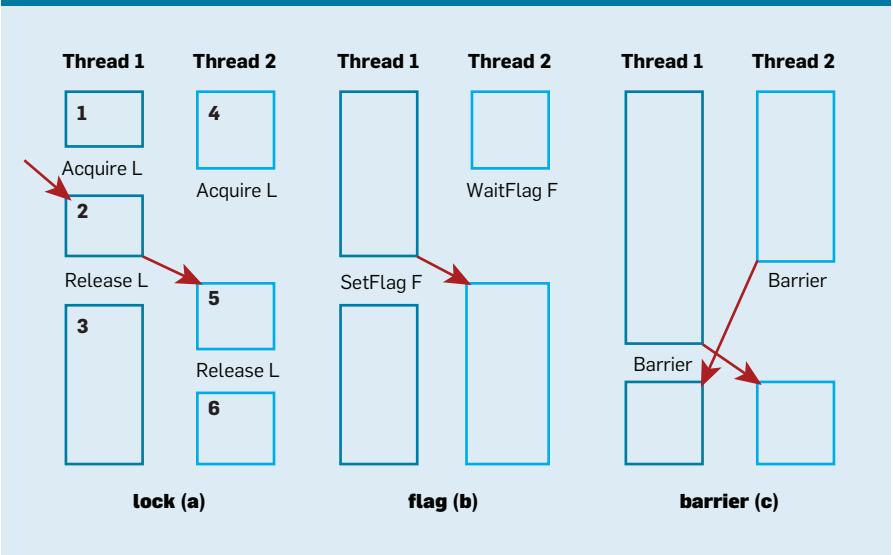 Thread 1 Thread 2 Thread 1 Thread 2 Thread 1 Thread 2
1 4
Acquire L
Acquire L WaitFlag F
2
Release L SetFlag F Barrier
5
3
Barrier
Release L
6
lock (a) flag (b) barrier (c)